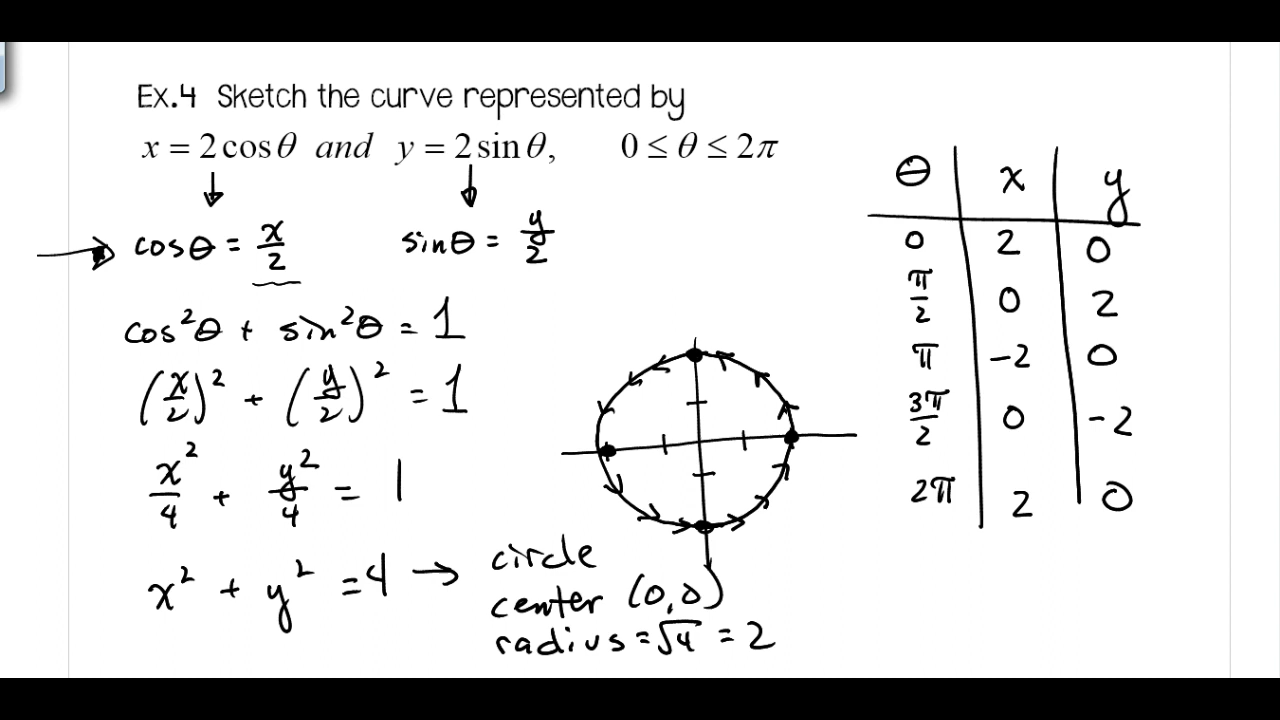 Ex.4 Sketch the curve represented by
x = 2cosθ and y = 2sinθ, 0 ≤ θ ≤ 2π
cosθ = x/2 sinθ = y/2
cos²θ + sin²θ = 1
(x/2)² + (y/2)² = 1
x²/4 + y²/4 = 1
x² + y² = 4 → circle
center (0,0)
radius = √4 = 2
θ x y
0 2 0
π/2 0 2
π -2 0
3π/2 0 -2
2π 2 0